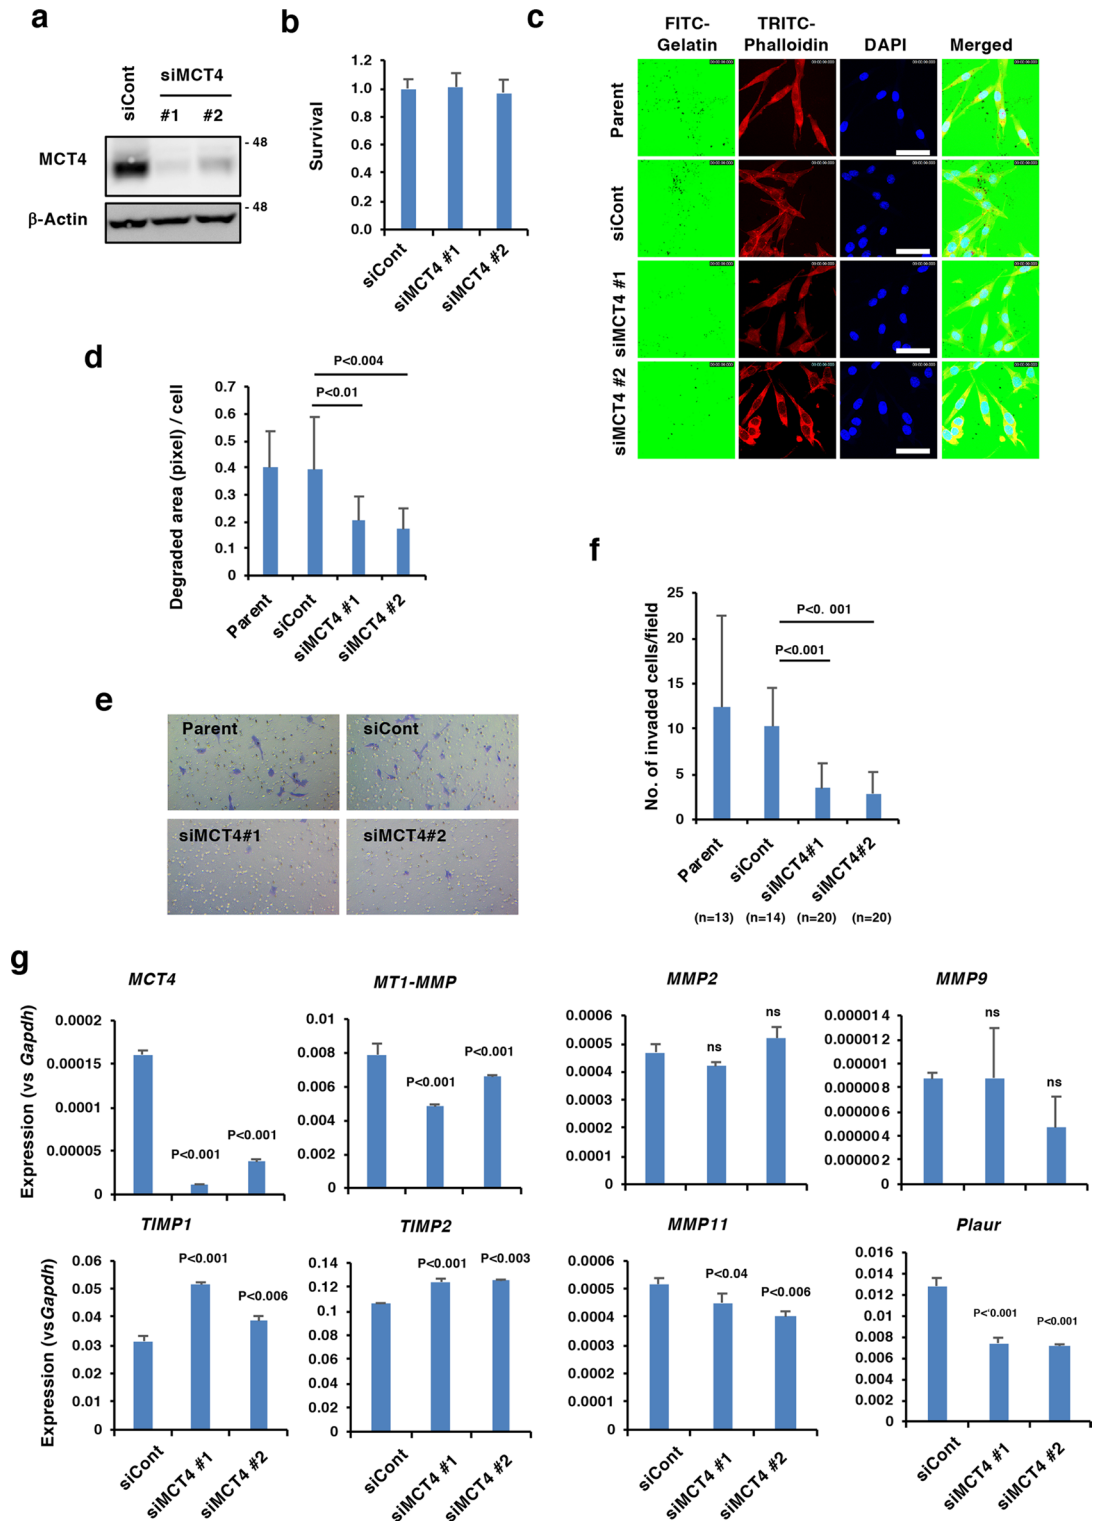 a
siCont
siMCT4
#1 #2
MCT4
- 48
β-Actin
- 48
b
Survival
1.2
1.0
0.8
0.6
0.4
0.2
0.0
siCont
siMCT4 #1
siMCT4 #2
c
FITC-
Gelatin
TRITC-
Phalloidin
DAPI
Merged
Parent
siCont
siMCT4 #1
siMCT4 #2
d
Degraded area (pixel) / cell
P<0.004
P<0.01
0.7
0.6
0.5
0.4
0.3
0.2
0.1
0
Parent
siCont
siMCT4 #1
siMCT4 #2
e
Parent
siCont
siMCT4#1
siMCT4#2
f
No. of invaded cells/field
P<0. 001
P<0.001
25
20
15
10
5
0
Parent
siCont
siMCT4#1
siMCT4#2
(n=13) (n=14) (n=20) (n=20)
g
MCT4
Expression (vs Gapdh)
0.0002
0.00015
0.0001
0.00005
0
P<0.001
P<0.001
MT1-MMP
0.01
0.008
0.006
0.004
0.002
0
P<0.001
P<0.001
MMP2
0.0006
0.0005
0.0004
0.0003
0.0002
0.0001
0
ns
ns
MMP9
0.000014
0.000012
0.00001
0.000008
0.000006
0.000004
0.000002
0
ns
ns
TIMP1
Expression (vsGapdh)
0.06
0.05
0.04
0.03
0.02
0.01
0
P<0.001
P<0.006
siCont
siMCT4 #1
siMCT4 #2
TIMP2
0.14
0.12
0.1
0.08
0.06
0.04
0.02
0
P<0.001
P<0.003
siCont
siMCT4 #1
siMCT4 #2
MMP11
0.0006
0.0005
0.0004
0.0003
0.0002
0.0001
0
P<0.04
P<0.006
siCont
siMCT4 #1
siMCT4 #2
Plaur
0.016
0.014
0.012
0.01
0.008
0.006
0.004
0.002
0
P<'0.001
P<0.001
siCont
siMCT4 #1
siMCT4 #2